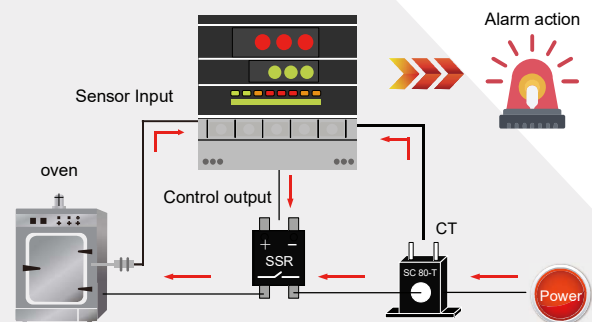 Alarm action
Sensor Input
oven
Control output
CT
+ −
SSR
SC 80-T
Power